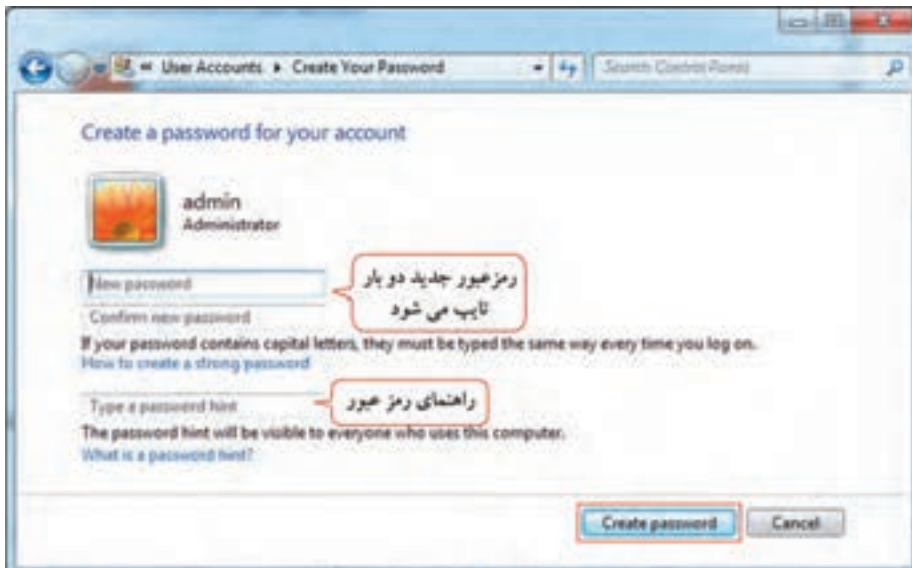 « User Accounts ▸ Create Your Password
Search Control Panel
Create a password for your account
admin
Administrator
New password
رمز عبور جدید دو بار
تایپ می شود
Confirm new password
If your password contains capital letters, they must be typed the same way every time you log on.
How to create a strong password
Type a password hint
راهنمای رمز عبور
The password hint will be visible to everyone who uses this computer.
What is a password hint?
Create password
Cancel